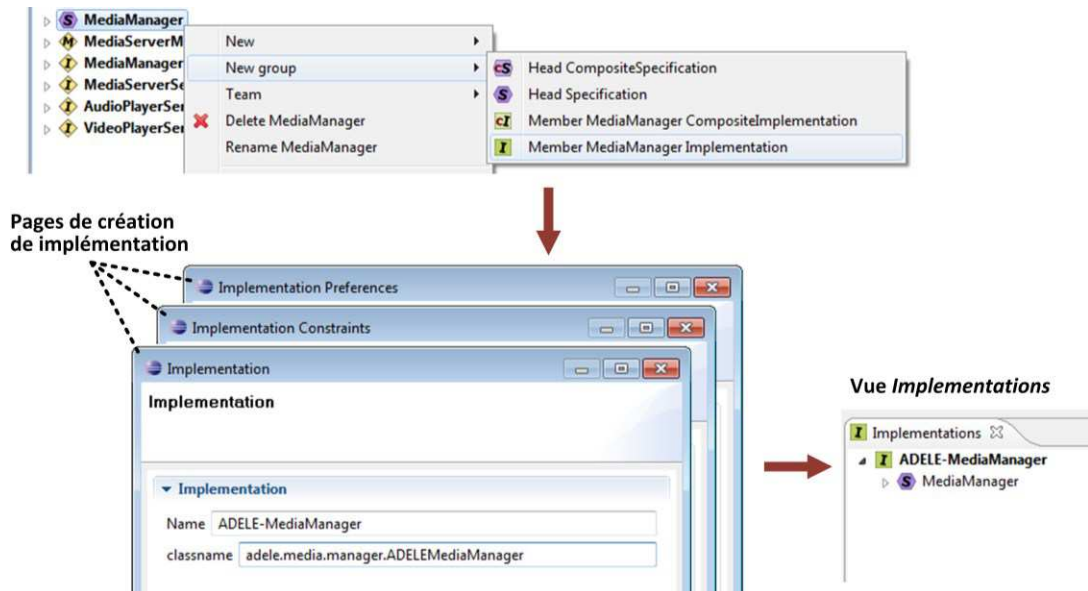 MediaManager
MediaServerM
MediaManager
MediaServerSe
AudioPlayerSer
VideoPlayerSer
New
New group
Team
Delete MediaManager
Rename MediaManager
Head CompositeSpecification
Head Specification
Member MediaManager CompositeImplementation
Member MediaManager Implementation
Pages de création
de implémentation
Implementation Preferences
Implementation Constraints
Implementation
Implementation
Implementation
Name ADELE-MediaManager
classname adele.media.manager.ADELEMediaManager
Vue Implementations
Implementations
ADELE-MediaManager
MediaManager